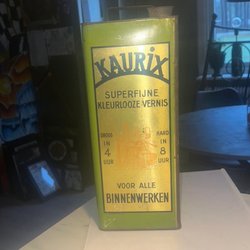 KAURIX
SUPERFIJNE
KLEURLOOZE VERNIS
DROOG HARD
IN IN
4 8
UUR UUR
VOOR ALLE
BINNENWERKEN